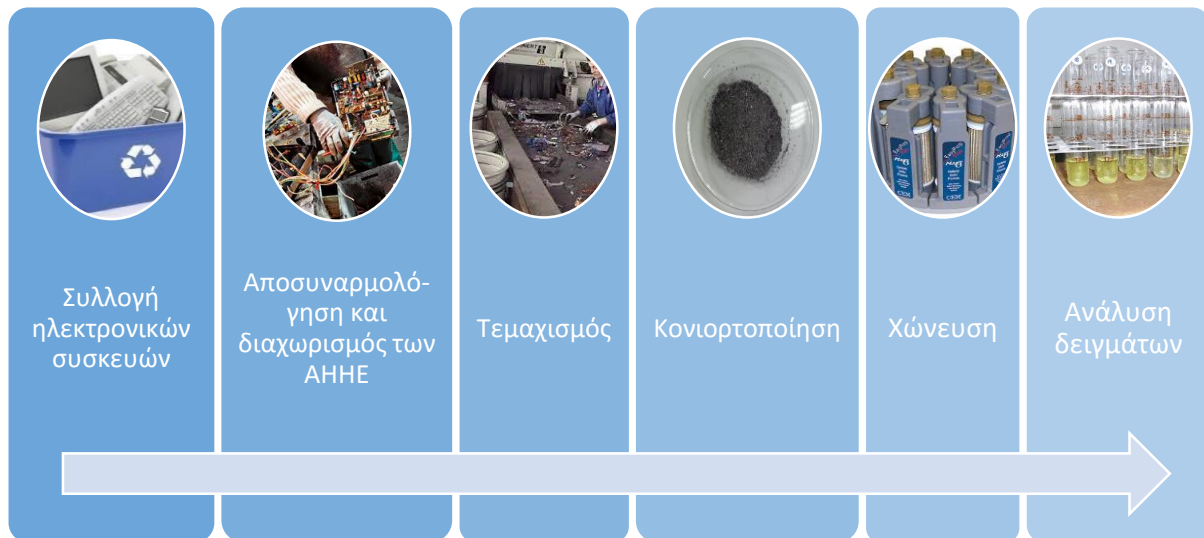 Συλλογή
ηλεκτρονικών
συσκευών
Αποσυναρμολό-
γηση και
διαχωρισμός των
ΑΗΗΕ
Τεμαχισμός
Κονιορτοποίηση
Χώνευση
Ανάλυση
δειγμάτων